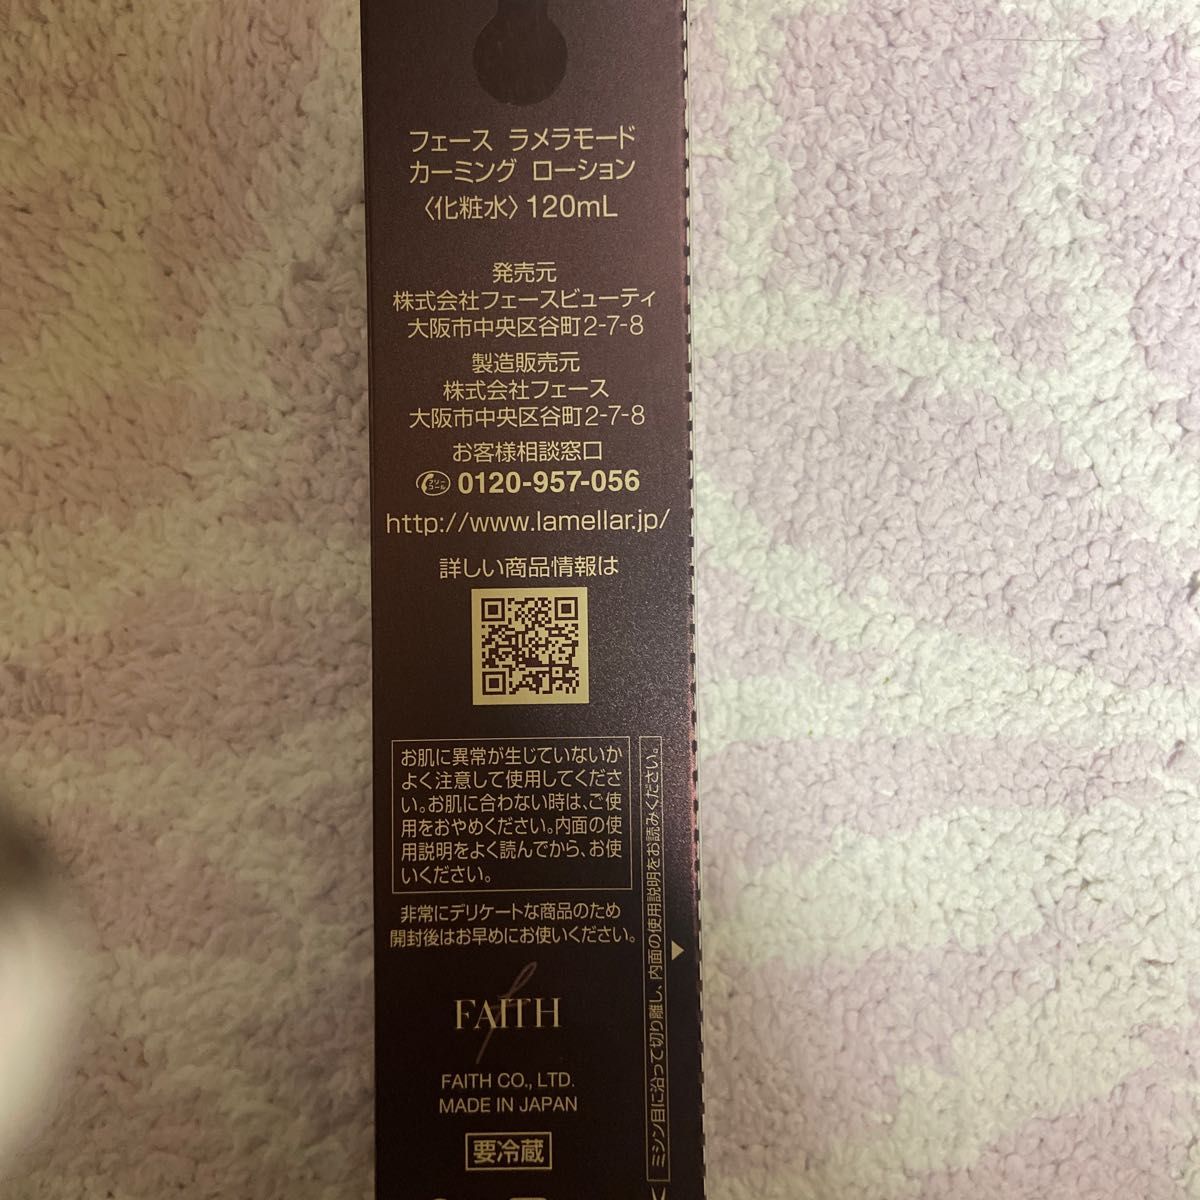 フェース ラメラモード
カーミング ローション
〈化粧水〉120mL
発売元
株式会社フェースビューティ
大阪市中央区谷町2-7-8
製造販売元
株式会社フェース
大阪市中央区谷町2-7-8
お客様相談窓口
フリーコール 0120-957-056
http://www.lamellar.jp/
詳しい商品情報は
お肌に異常が生じていないか
よく注意して使用してくださ
い。お肌に合わない時は、ご使
用をおやめください。内面の使
用説明をよく読んでから、お使
いください。
非常にデリケートな商品のため
開封後はお早めにお使いください。
ミシン目に沿って切り離し、内面の使用説明をお読みください。
FAITH
FAITH CO., LTD.
MADE IN JAPAN
要冷蔵